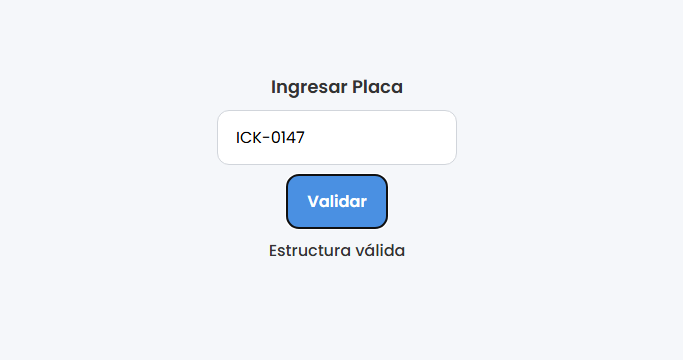 Ingresar Placa
ICK-0147
Validar
Estructura válida